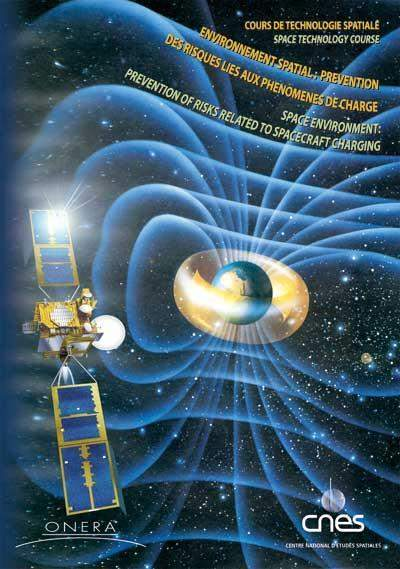 COURS DE TECHNOLOGIE SPATIALE
SPACE TECHNOLOGY COURSE
ENVIRONNEMENT SPATIAL ; PREVENTION
DES RISQUES LIES AUX PHENOMENES DE CHARGE
SPACE ENVIRONMENT:
PREVENTION OF RISKS RELATED TO SPACECRAFT CHARGING
ONERA
cnes
CENTRE NATIONAL D'ÉTUDES SPATIALES